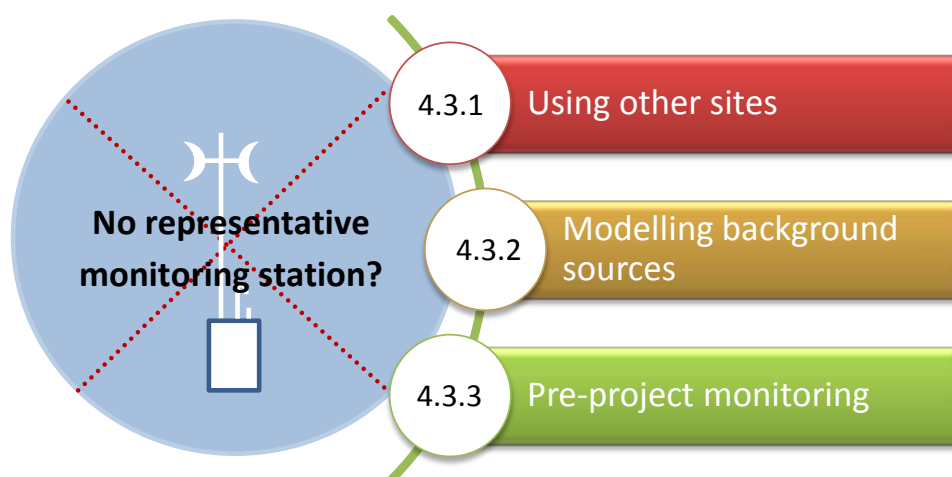 No representative
monitoring station?
4.3.1
Using other sites
4.3.2
Modelling background
sources
4.3.3
Pre-project monitoring